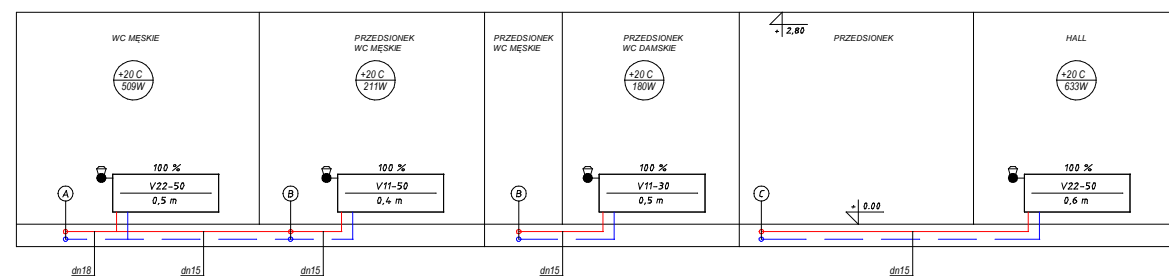 WC MĘSKIE
+20 C
509W
100 %
V22-50
0,5 m
A
PRZEDSIONEK
WC MĘSKIE
+20 C
211W
100 %
V11-50
0,4 m
B
PRZEDSIONEK
WC MĘSKIE
B
PRZEDSIONEK
WC DAMSKIE
+20 C
180W
100 %
V11-30
0,5 m
+ 2,80
PRZEDSIONEK
C
+ 0.00
HALL
+20 C
633W
100 %
V22-50
0,6 m
dn18
dn15
dn15
dn15
dn15